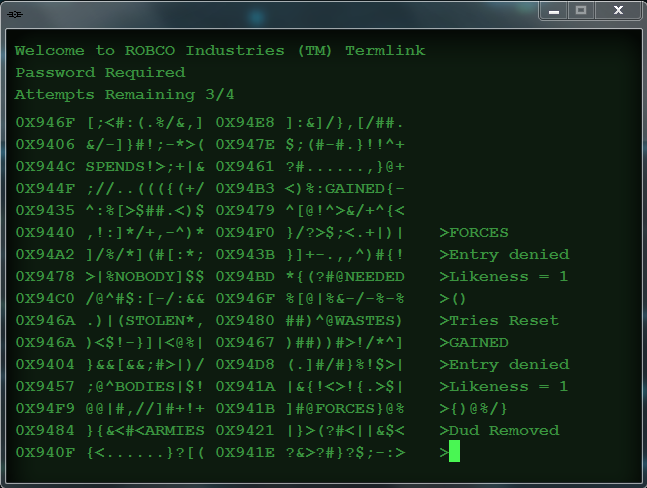 Welcome to ROBCO Industries (TM) Termlink
Password Required
Attempts Remaining 3/4
0X946F [;<#:(.%/&,] 0X94E8 ]:&]/},[/##.
0X9406 &/-]}#!;-*>( 0X947E $;(#-#.}!!^+
0X944C SPENDS!>;+|& 0X9461 ?#......,}@+
0X944F ;//..((({(+/ 0X94B3 <)%:GAINED{-
0X9435 ^:%[>$##.<)$ 0X9479 ^[@!^>&/+^{<
0X9440 ,!:]*/+,-^)* 0X94F0 }/?>$;<.+|)| >FORCES
0X94A2 ]/%/*](#[:*; 0X943B }]+-.,,^)#{! >Entry denied
0X9478 >|%NOBODY]$$ 0X94BD *{(?#@NEEDED >Likeness = 1
0X94C0 /@^#$:[-/:&& 0X946F %[@|%&-/-%-% >()
0X946A .)|(STOLEN*, 0X9480 ##)^@WASTES) >Tries Reset
0X946A )<$!-}]|<@%| 0X9467 )##))#>!/*^] >GAINED
0X9404 }&&[&&;#>|)/ 0X94D8 (.]#/#}%!$>| >Entry denied
0X9457 ;@^BODIES|$! 0X941A |&{!<>!{.>$| >Likeness = 1
0X94F9 @@|#,//]#+!+ 0X941B ]#@FORCES}@% >{)@%/}
0X9484 }{&<#<ARMIES 0X9421 |}>(?#<||&$< >Dud Removed
0X940F {<......}?[( 0X941E ?&>?#}?$;-:> >